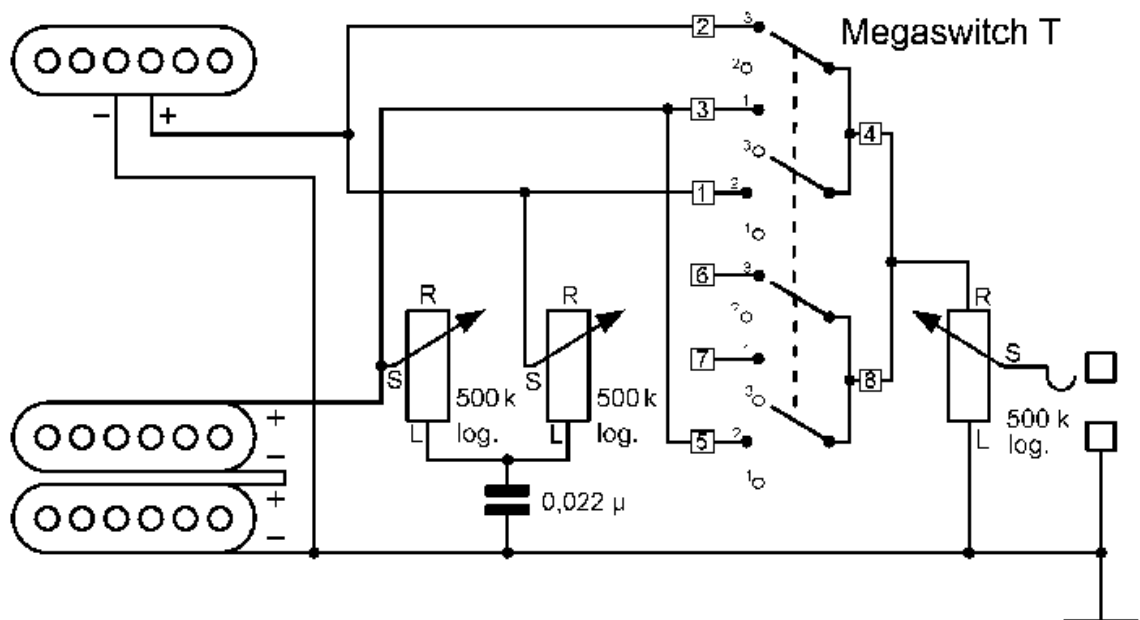 Megaswitch T
2 3
2
− +
3 1
4
3
1 2
1
6 3
R R 2
R
7 1
S S
8
S
500 k 500 k
3
500 k
+
L log. L log.
5 2
L log.
−
1
+
0,022 µ
−